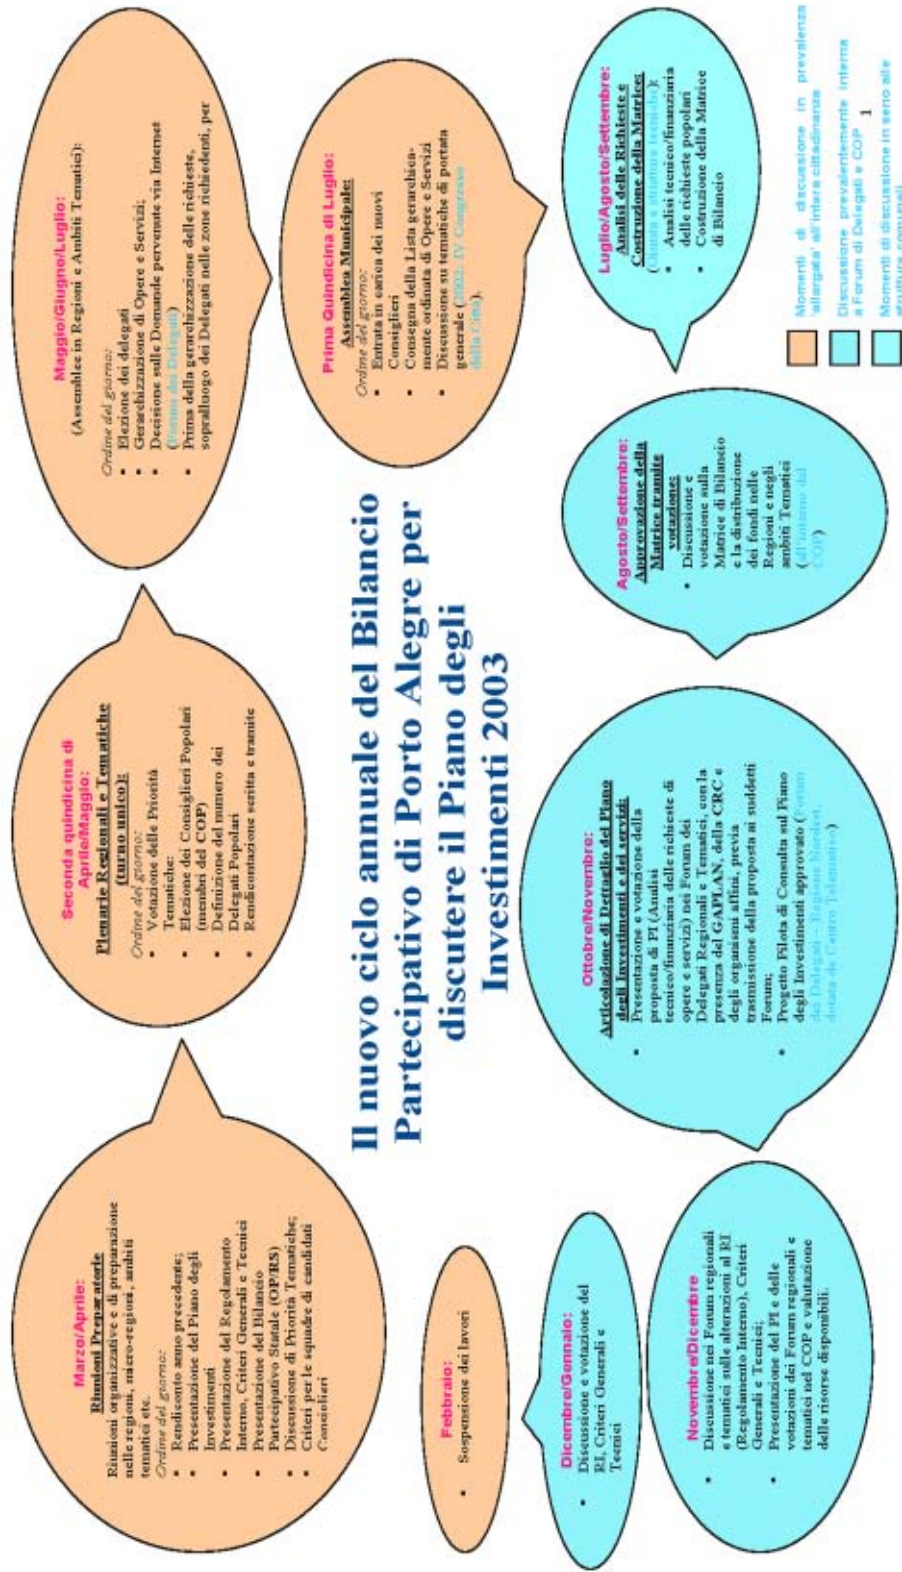 Marzo/Aprile:
Riunioni Preparatorie
Riunioni organizzative e di preparazione
nelle regioni, micro-regioni, ambiti
tematici etc.
Ordine del giorno:
▪ Rendiconto anno precedente;
▪ Presentazione del Piano degli
Investimenti
▪ Presentazione del Regolamento
Interno, Criteri Generali e Tecnici
▪ Presentazione del Bilancio
Partecipativo Statale (OP/RS)
▪ Discussione di Priorità Tematiche;
▪ Criteri per le squadre di candidati
Consiglieri
Seconda quindicina di
Aprile/Maggio:
Plenarie Regionali e Tematiche
(turno unico):
Ordine del giorno:
▪ Votazione delle Priorità
Tematiche:
▪ Elezione dei Consiglieri Popolari
(membri del COP)
▪ Definizione del numero dei
Delegati Popolari
▪ Rendicontazione scritta e tramite
Maggio/Giugno/Luglio:
(Assemblee in Regioni e Ambiti Tematici):
Ordine del giorno:
▪ Elezione dei delegati
▪ Gerarchizzazione di Opere e Servizi;
▪ Decisione sulle Domande pervenute via Internet
(Forum dei Delegati)
▪ Prima della gerarchizzazione delle richieste,
sopralluogo dei Delegati nelle zone richiedenti, per
Il nuovo ciclo annuale del Bilancio
Partecipativo di Porto Alegre per
discutere il Piano degli
Investimenti 2003
Prima Quindicina di Luglio:
Assemblea Municipale:
Ordine del giorno:
▪ Entrata in carica dei nuovi
Consiglieri
▪ Consegna della Lista gerarchica-
mente ordinata di Opere e Servizi
▪ Discussione su tematiche di portata
generale (2002: IV Congresso
della Città).
Febbraio:
▪ Sospensione dei lavori
Dicembre/Gennaio:
▪ Discussione e votazione del
RI, Criteri Generali e
Tecnici
Novembre/Dicembre
▪ Discussione nei Forum regionali
e tematici sulle alterazioni al RI
(Regolamento Interno), Criteri
Generali e Tecnici;
▪ Presentazione del PI e delle
votazioni dei Forum regionali e
tematici nel COP e valutazione
delle risorse disponibili.
Ottobre/Novembre:
Articolazione di Dettaglio del Piano
degli Investimenti e dei servizi:
▪ Presentazione e votazione della
proposta di PI (Analisi
tecnico/finanziaria delle richieste di
opere e servizi) nei Forum dei
Delegati Regionali e Tematici, con la
presenza del GAPLAN, della CRC e
degli organismi affini, previa
trasmissione della proposta ai suddetti
Forum;
▪ Progetto Pilota di Consulta sul Piano
degli Investimenti approvato (Forum
dei Delegati – Regione
dotata de Centro Telematico)
Agosto/Settembre:
Approvazione della
Matrice tramite
votazione:
▪ Discussione e
votazione sulla
Matrice di Bilancio
e la distribuzione
dei fondi nelle
Regioni e negli
ambiti Tematici
(all'interno del
COP)
Luglio/Agosto/Settembre:
Analisi delle Richieste e
Costruzione della Matrice:
(Giunta e strutture tecniche):
▪ Analisi tecnico/finanziaria
delle richieste popolari
▪ Costruzione della Matrice
di Bilancio
Momenti di discussione in prevalenza
'allargata' all'intera cittadinanza
Discussione prevalentemente interna
a Forum di Delegati e COP
1
Momenti di discussione in seno alle
strutture comunali